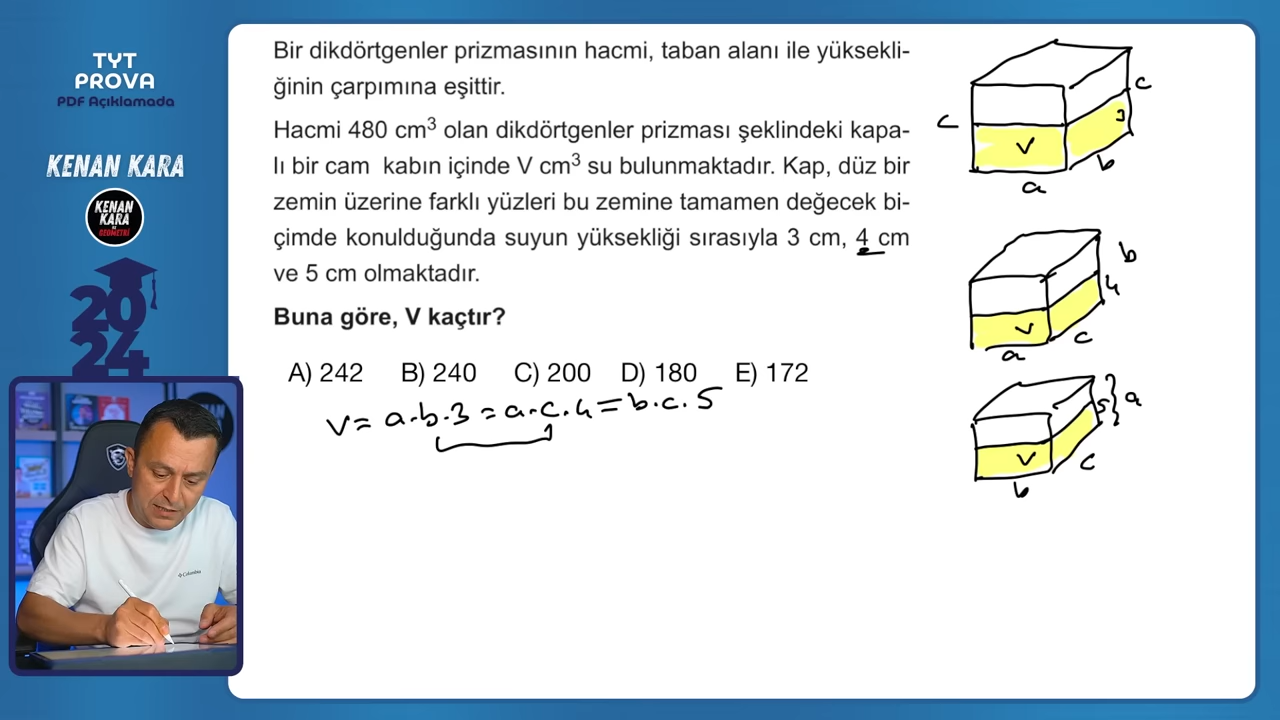 TYT
PROVA
PDF Açıklamada
KENAN KARA
KENAN
KARA
ile
GEOMETRİ
2024
Bir dikdörtgenler prizmasının hacmi, taban alanı ile yüksekli-
ğinin çarpımına eşittir.
Hacmi 480 cm³ olan dikdörtgenler prizması şeklindeki kapa-
lı bir cam kabın içinde V cm³ su bulunmaktadır. Kap, düz bir
zemin üzerine farklı yüzleri bu zemine tamamen değecek bi-
çimde konulduğunda suyun yüksekliği sırasıyla 3 cm, 4 cm
ve 5 cm olmaktadır.
Buna göre, V kaçtır?
A) 242 B) 240 C) 200 D) 180 E) 172
V = a.b.3 = a.c.4 = b.c.5
c
c
3
V
b
a
b
4
V
c
a
5
a
V
c
b
Columbia